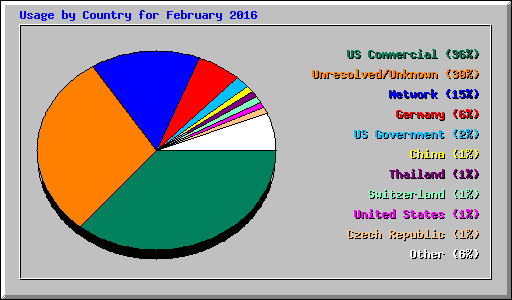 Usage by Country for February 2016
US Commercial (36%)
Unresolved/Unknown (30%)
Network (15%)
Germany (6%)
US Government (2%)
China (1%)
Thailand (1%)
Switzerland (1%)
United States (1%)
Czech Republic (1%)
Other (6%)